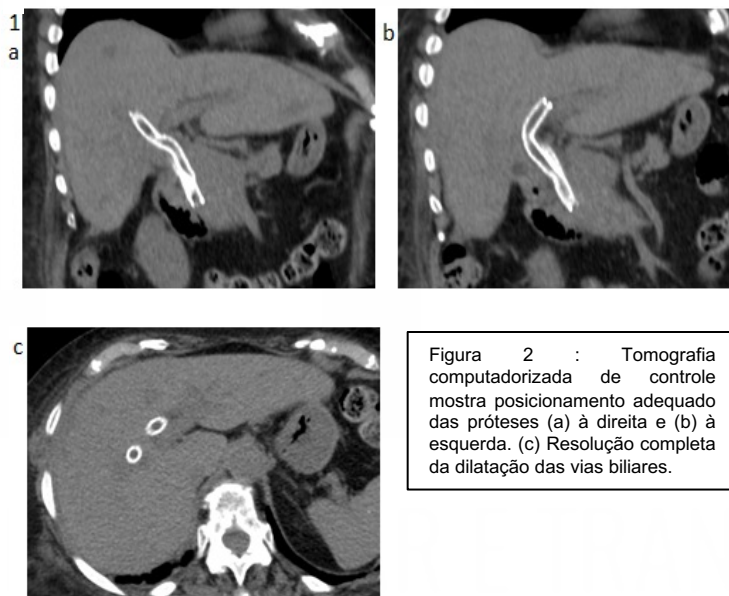 1
a
b
c
Figura 2 : Tomografia
computadorizada de controle
mostra posicionamento adequado
das próteses (a) à direita e (b) à
esquerda. (c) Resolução completa
da dilatação das vias biliares.
R E TRAN